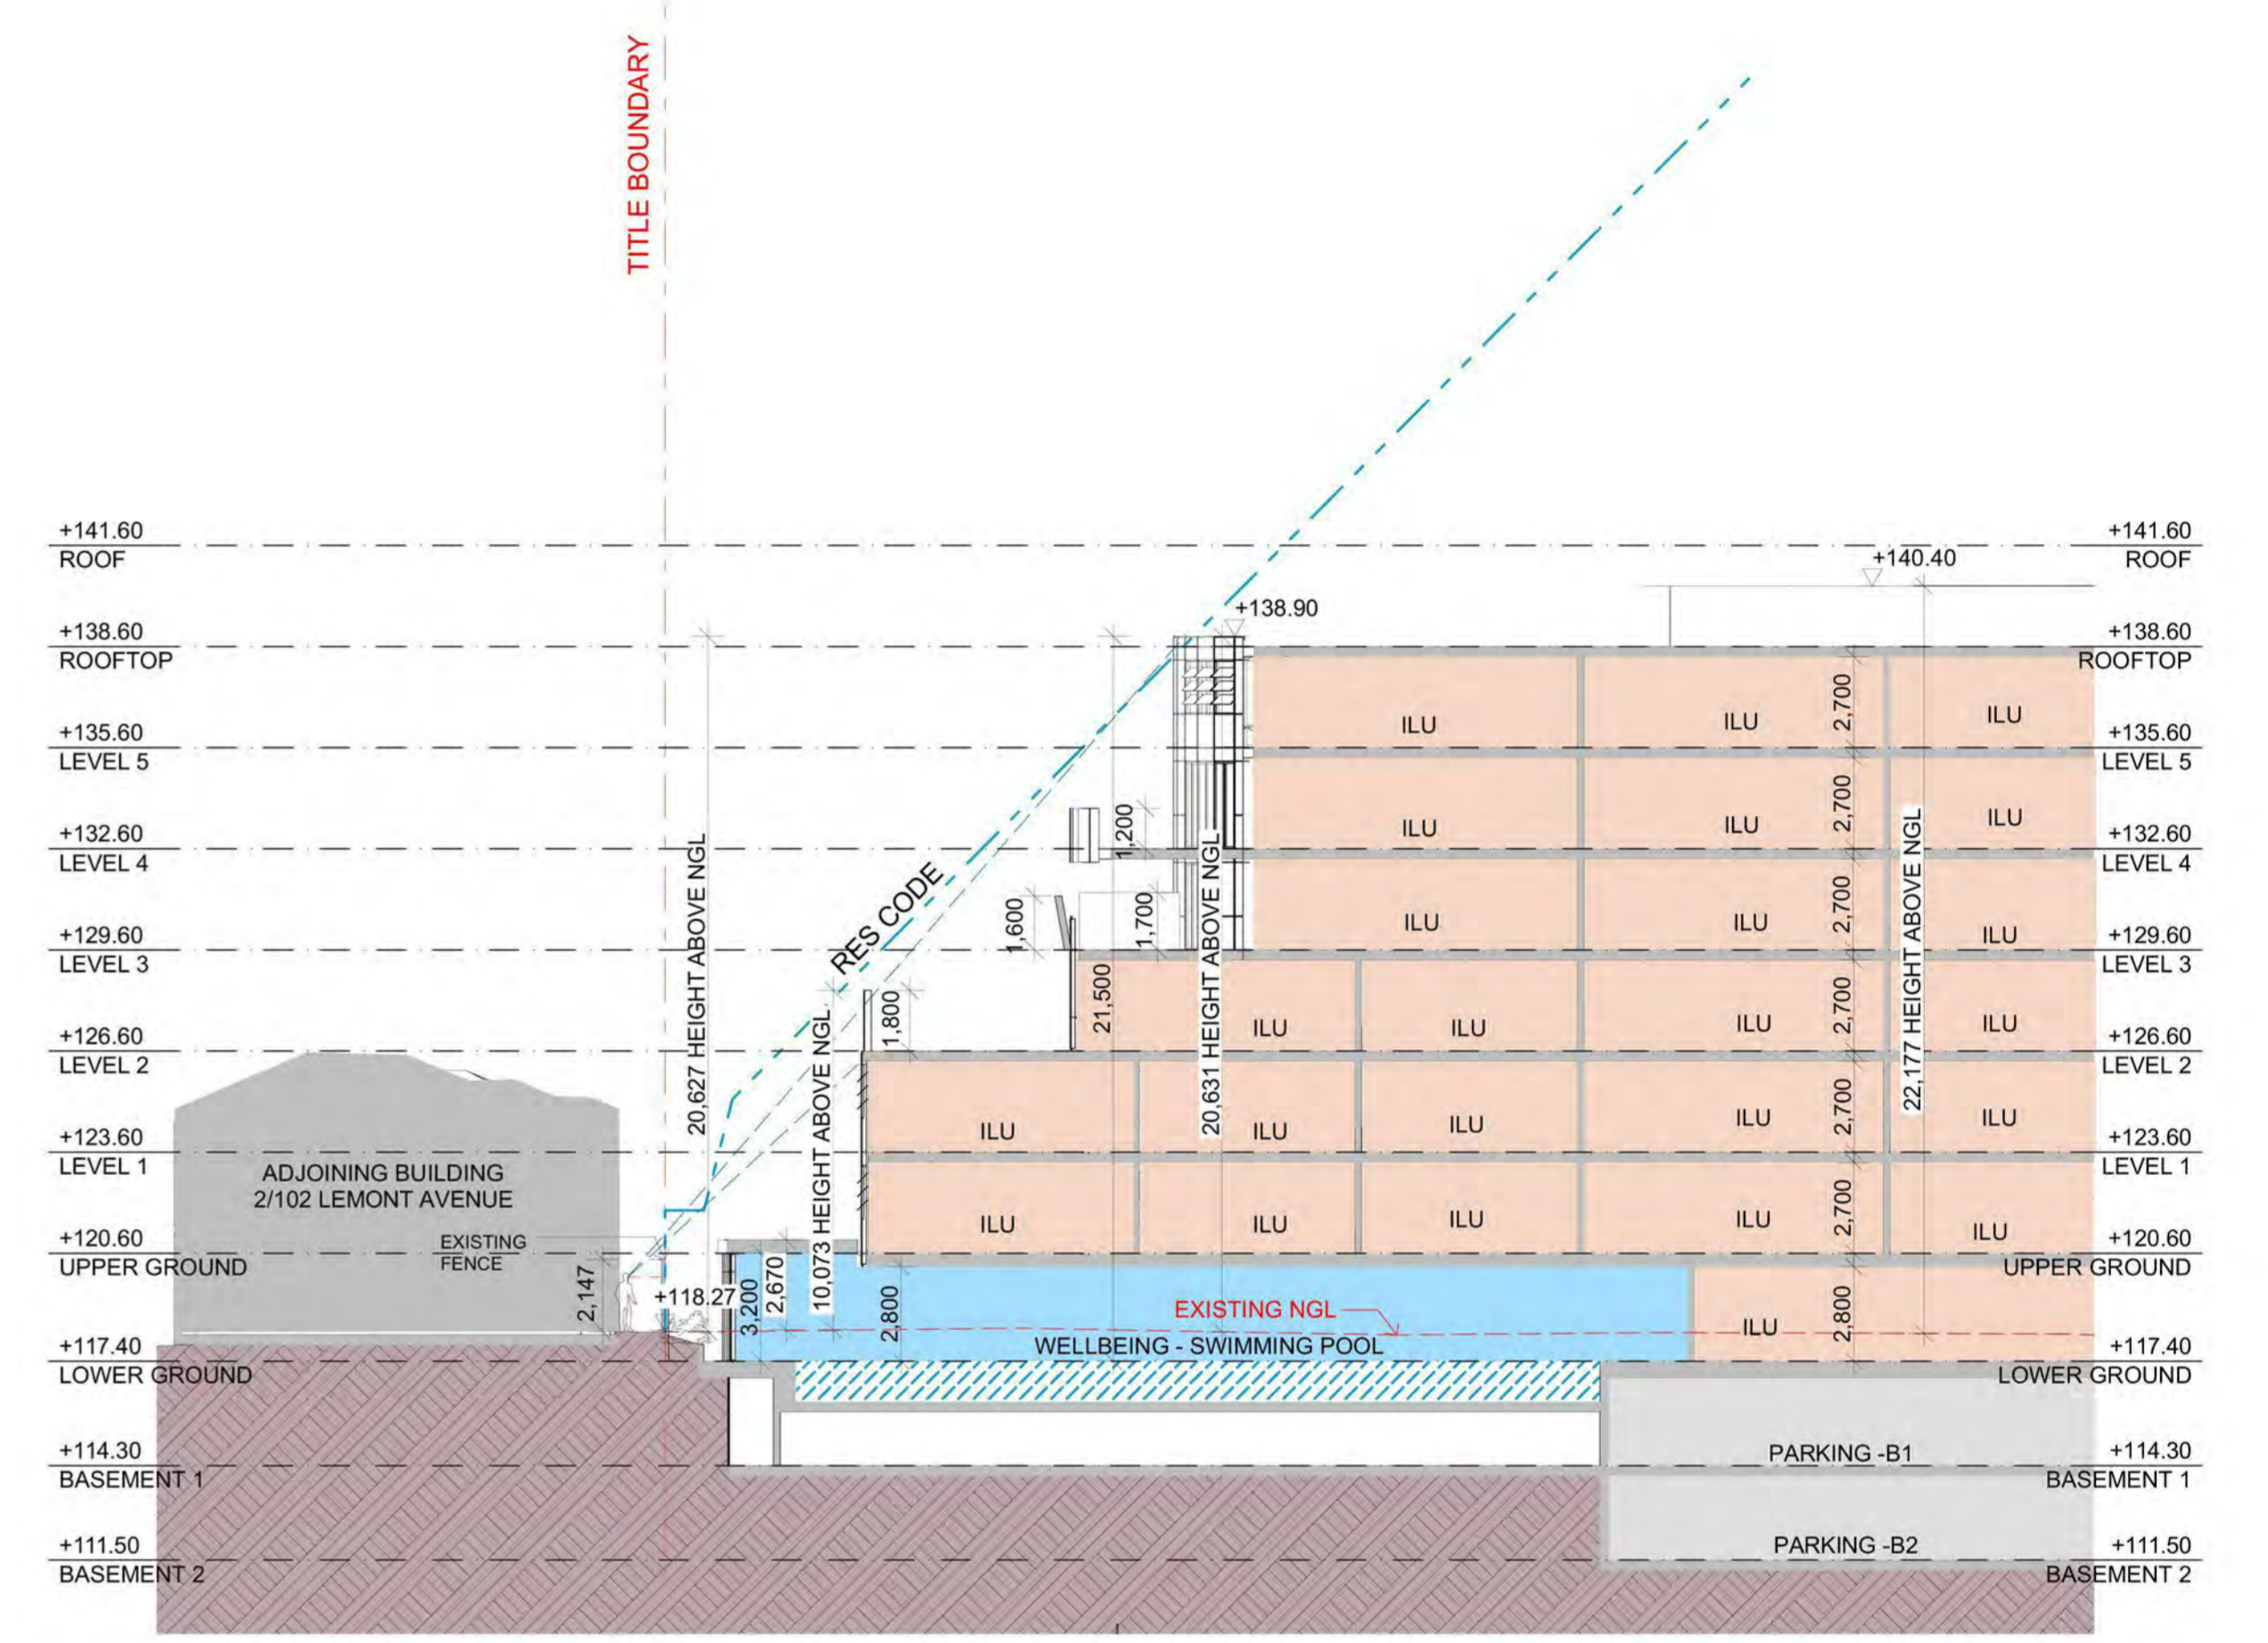 TITLE BOUNDARY
+141.60
ROOF
+141.60
ROOF
+140.40
+138.90
+138.60
ROOFTOP
+138.60
ROOFTOP
2,700
ILU
ILU
ILU
+135.60
LEVEL 5
+135.60
LEVEL 5
2,700
1,200
ILU
ILU
ILU
+132.60
LEVEL 4
+132.60
LEVEL 4
RES CODE
20,627 HEIGHT ABOVE NGL
20,631 HEIGHT ABOVE NGL
22,177 HEIGHT ABOVE NGL
1,600
1,700
2,700
ILU
ILU
ILU
+129.60
LEVEL 3
+129.60
LEVEL 3
1,800
21,500
2,700
ILU
ILU
ILU
ILU
+126.60
LEVEL 2
+126.60
LEVEL 2
10,073 HEIGHT ABOVE NGL
2,700
ILU
ILU
ILU
ILU
ILU
+123.60
LEVEL 1
+123.60
LEVEL 1
ADJOINING BUILDING
2/102 LEMONT AVENUE
2,700
ILU
ILU
ILU
ILU
ILU
EXISTING
FENCE
+120.60
UPPER GROUND
+120.60
UPPER GROUND
2,147
+118.27
3,200
2,670
2,800
EXISTING NGL
WELLBEING - SWIMMING POOL
ILU
2,800
+117.40
LOWER GROUND
+117.40
LOWER GROUND
PARKING -B1
+114.30
BASEMENT 1
+114.30
BASEMENT 1
PARKING -B2
+111.50
BASEMENT 2
+111.50
BASEMENT 2